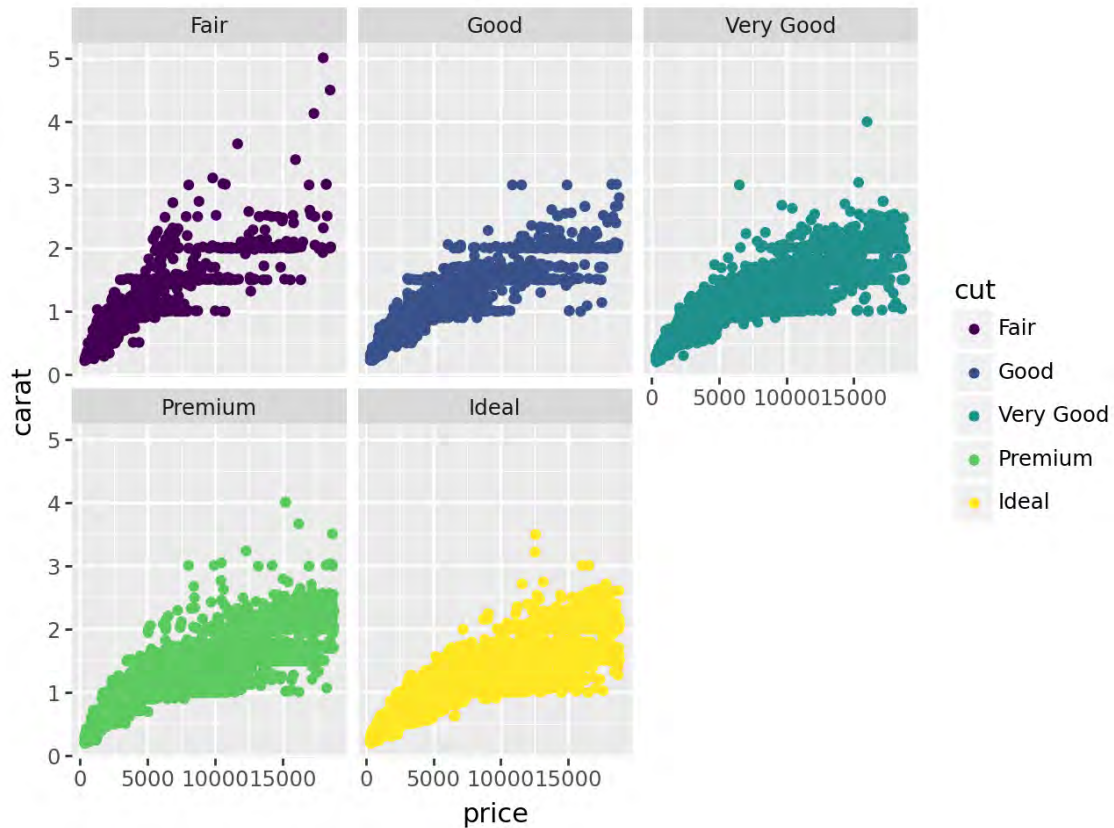 Fair Good Very Good
5
4
3
2
1
0
0 5000 10000 15000
carat
Premium Ideal
5
4
3
2
1
0
0 5000 10000 15000 0 5000 10000 15000
price
cut
Fair
Good
Very Good
Premium
Ideal